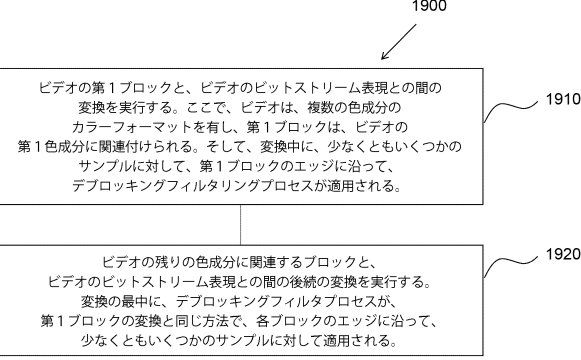 1900
ビデオの第１ブロックと、ビデオのビットストリーム表現との間の
変換を実行する。ここで、ビデオは、複数の色成分の
カラーフォーマットを有し、第１ブロックは、ビデオの
第１色成分に関連付けられる。そして、変換中に、少なくともいくつかの
サンプルに対して、第１ブロックのエッジに沿って、
デブロッキングフィルタリングプロセスが適用される。
1910
ビデオの残りの色成分に関連するブロックと、
ビデオのビットストリーム表現との間の後続の変換を実行する。
変換の最中に、デブロッキングフィルタプロセスが、
第１ブロックの変換と同じ方法で、各ブロックのエッジに沿って、
少なくともいくつかのサンプルに対して適用される。
1920